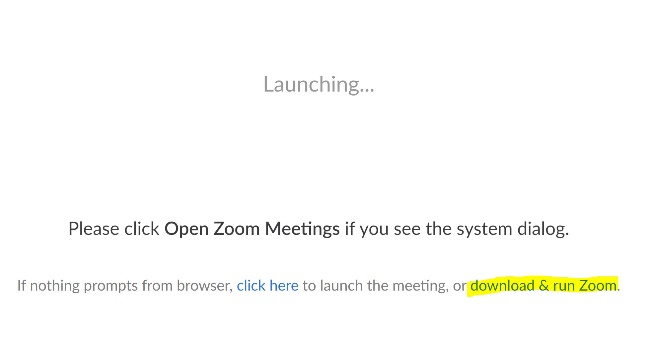 Launching...
Please click Open Zoom Meetings if you see the system dialog.
If nothing prompts from browser, click here to launch the meeting, or download & run Zoom.